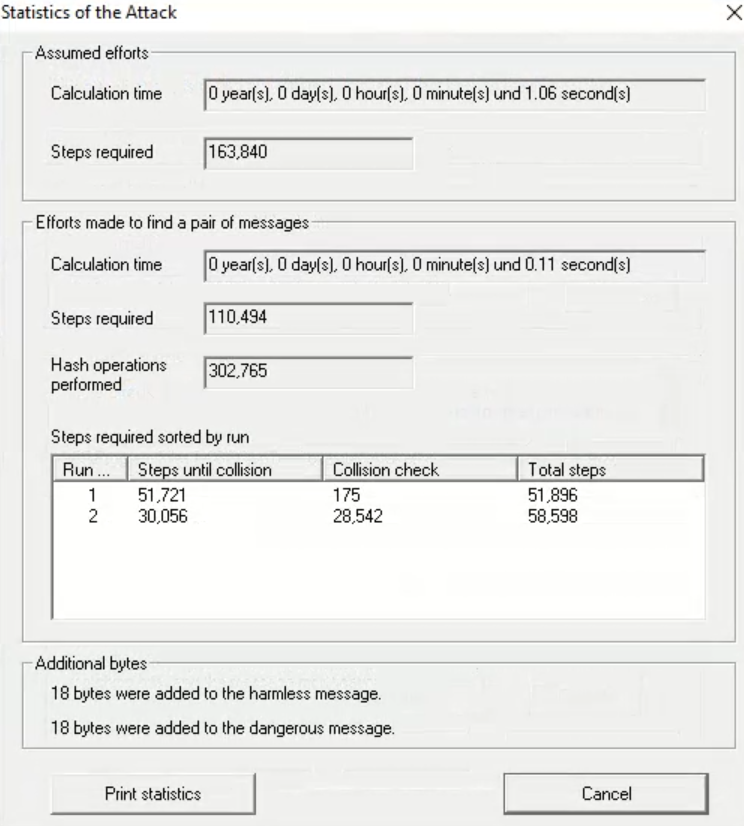 Statistics of the Attack
Assumed efforts
Calculation time 0 year(s), 0 day(s), 0 hour(s), 0 minute(s) und 1.06 second(s)
Steps required 163,840
Efforts made to find a pair of messages
Calculation time 0 year(s), 0 day(s), 0 hour(s), 0 minute(s) und 0.11 second(s)
Steps required 110,494
Hash operations
performed 302,765
Steps required sorted by run
Run ... Steps until collision Collision check Total steps
1 51,721 175 51,896
2 30,056 28,542 58,598
Additional bytes
18 bytes were added to the harmless message.
18 bytes were added to the dangerous message.
Print statistics Cancel